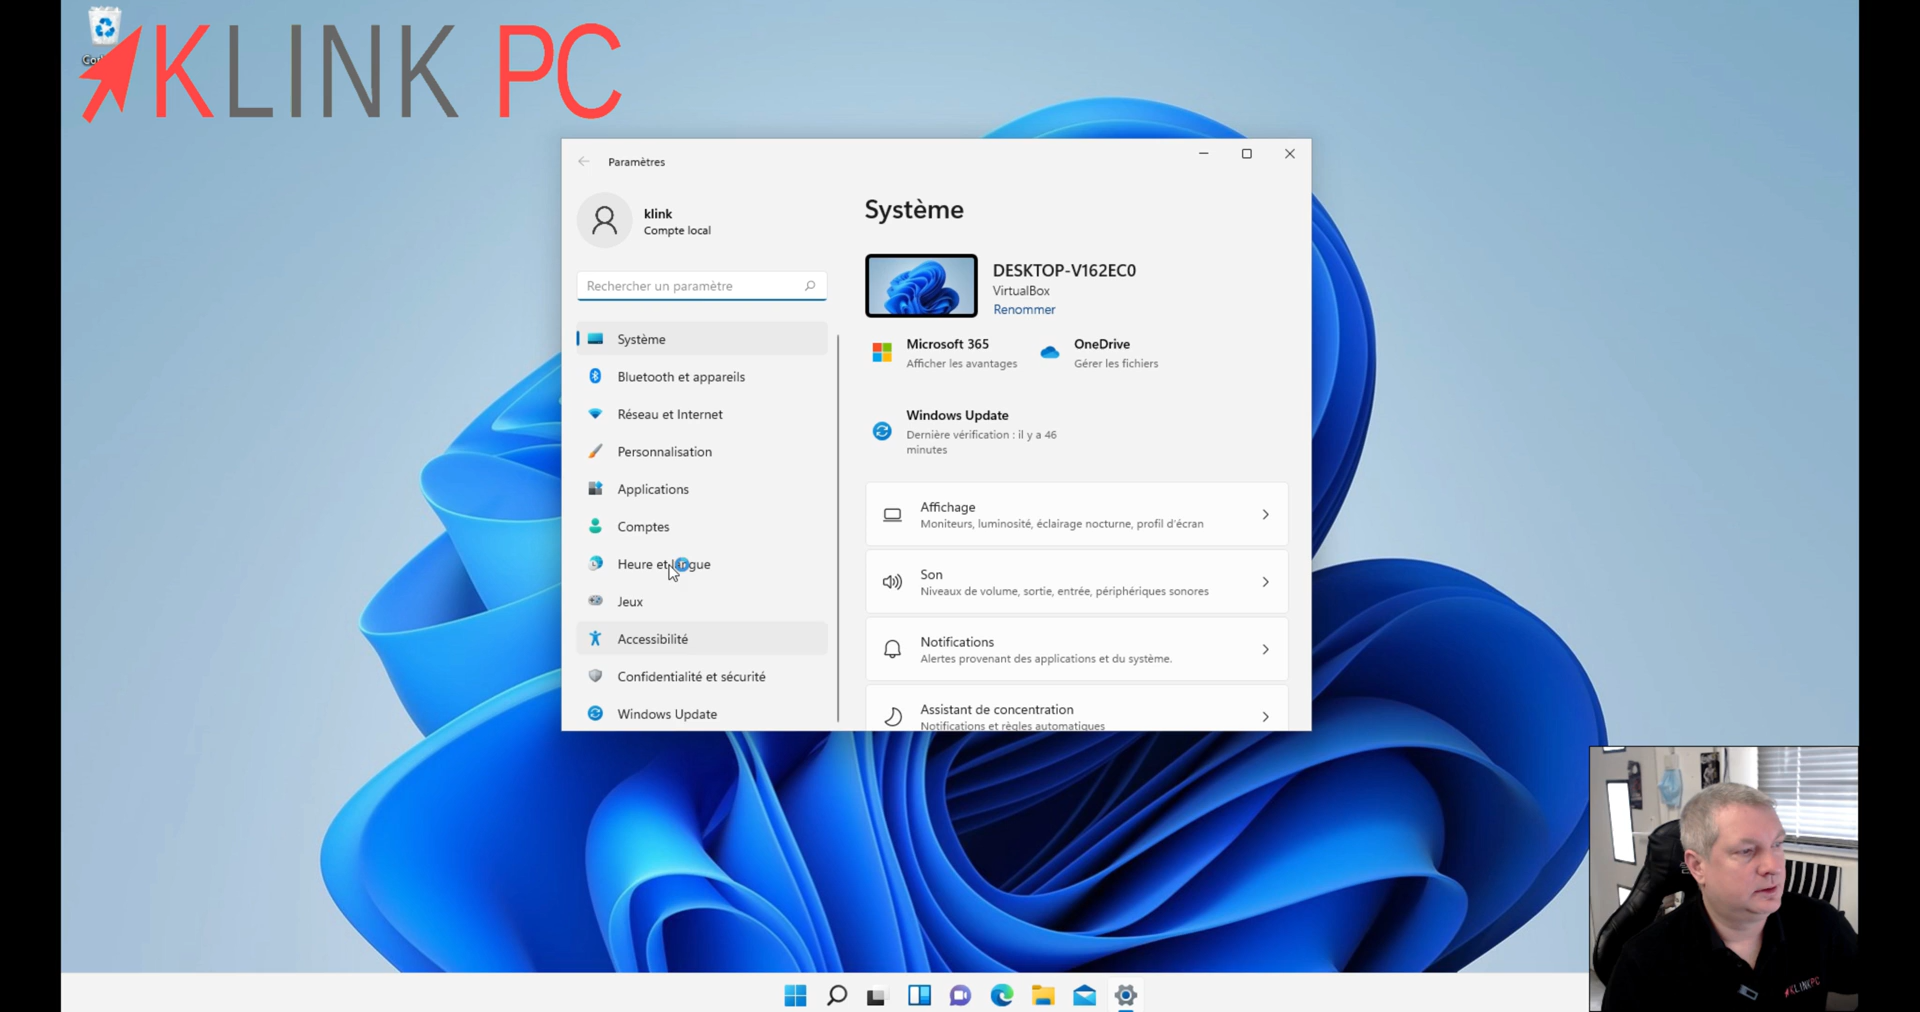 KLINK PC
Paramètres
klink
Compte local
Rechercher un paramètre
Système
Bluetooth et appareils
Réseau et Internet
Personnalisation
Applications
Comptes
Heure et langue
Jeux
Accessibilité
Confidentialité et sécurité
Windows Update
Système
DESKTOP-V162EC0
VirtualBox
Renommer
Microsoft 365
Afficher les avantages
OneDrive
Gérer les fichiers
Windows Update
Dernière vérification : il y a 46
minutes
Affichage
Moniteurs, luminosité, éclairage nocturne, profil d'écran
Son
Niveaux de volume, sortie, entrée, périphériques sonores
Notifications
Alertes provenant des applications et du système.
Assistant de concentration
Notifications et règles automatiques
KLINKPC